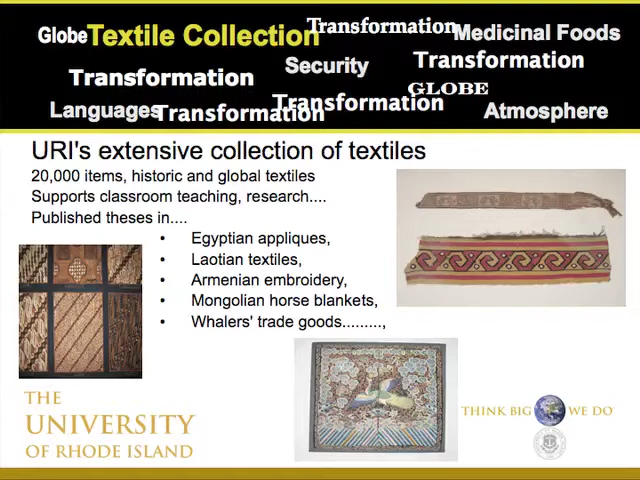 Globe Textile Collection Transformation Medicinal Foods
Transformation Security Transformation
Languages Transformation Transformation GLOBE Atmosphere
URI's extensive collection of textiles
20,000 items, historic and global textiles
Supports classroom teaching, research....
Published theses in....
• Egyptian appliques,
• Laotian textiles,
• Armenian embroidery,
• Mongolian horse blankets,
• Whalers' trade goods.........,
THE
UNIVERSITY
OF RHODE ISLAND
THINK BIG WE DO